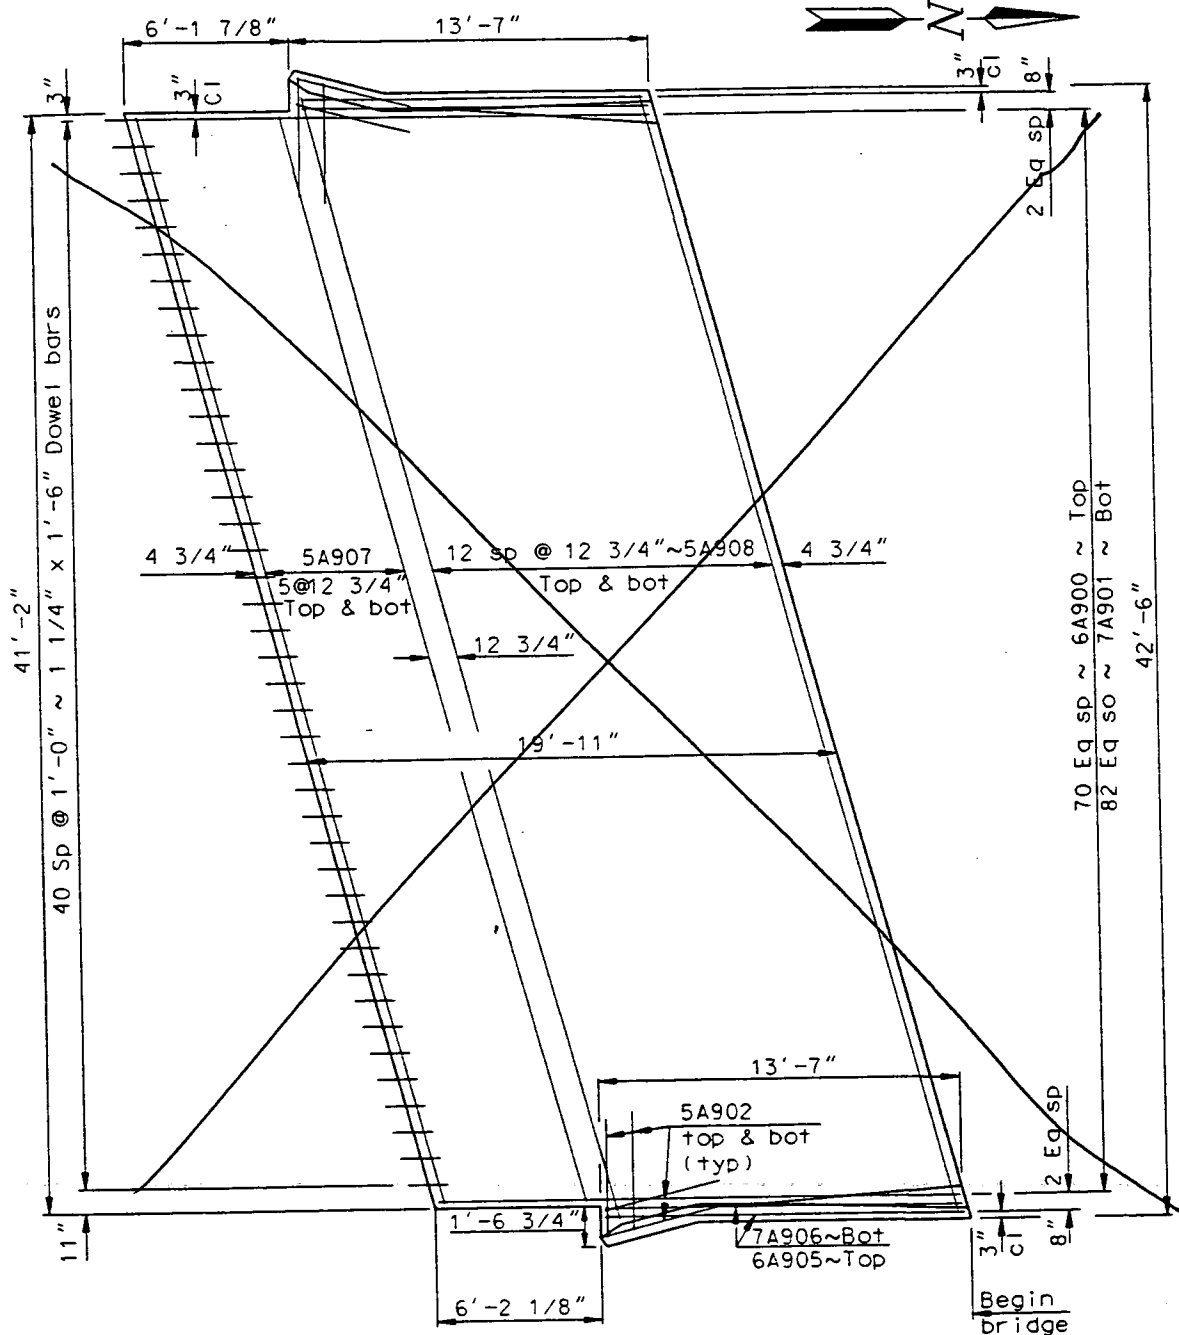 6'-1 7/8"
13'-7"
N
3"
3"
Cl
3"
cl
8"
2 Eq sp
41'-2"
40 Sp @ 1'-0" ~ 1 1/4" x 1'-6" Dowel bars
4 3/4"
5A907
5@12 3/4"
Top & bot
12 sp @ 12 3/4"~5A908
Top & bot
4 3/4"
12 3/4"
19'-11"
70 Eq sp ~ 6A900 ~ Top
82 Eq so ~ 7A901 ~ Bot
42'-6"
13'-7"
5A902
top & bot
(typ)
2 Eq sp
1'-6 3/4"
7A906~Bot
6A905~Top
11"
3"
cl
8"
6'-2 1/8"
Begin
bridge